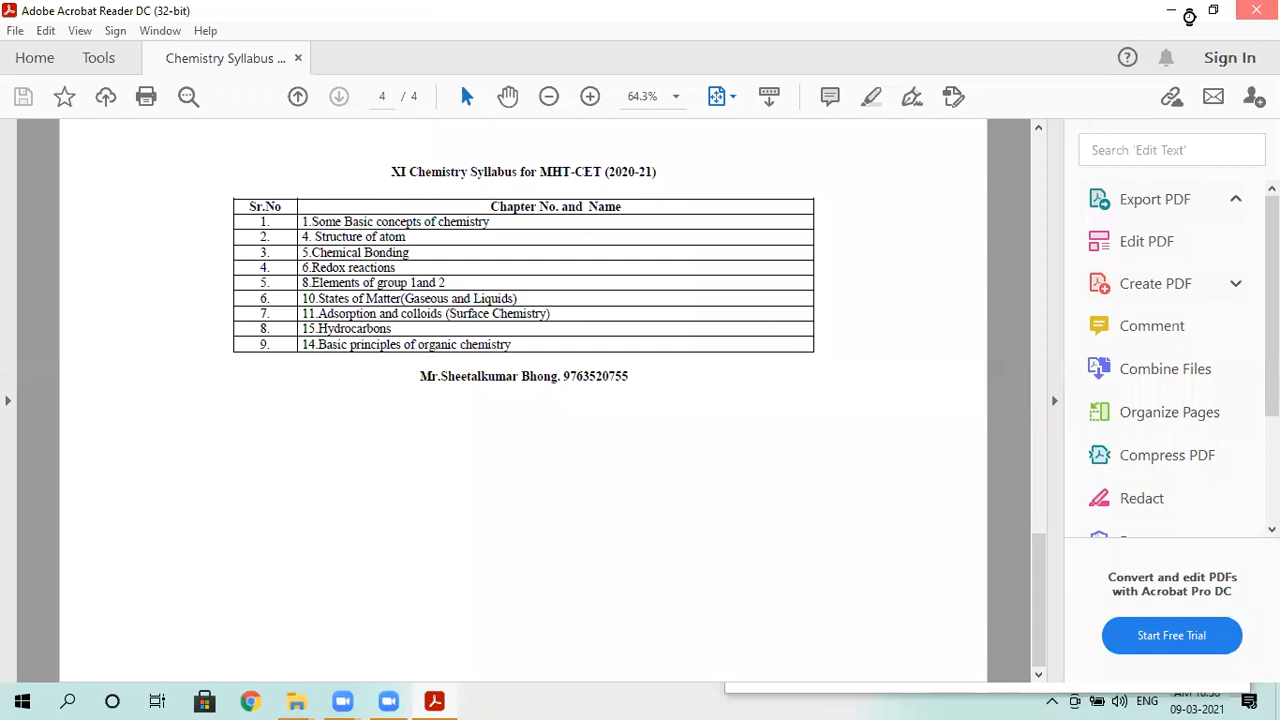 Adobe Acrobat Reader DC (32-bit)
File Edit View Sign Window Help
Home Tools Chemistry Syllabus ... × Sign In
4 / 4 64.3%
Search 'Edit Text'
XI Chemistry Syllabus for MHT-CET (2020-21)
Sr.No Chapter No. and Name
1. 1.Some Basic concepts of chemistry
2. 4. Structure of atom
3. 5.Chemical Bonding
4. 6.Redox reactions
5. 8.Elements of group 1and 2
6. 10.States of Matter(Gaseous and Liquids)
7. 11.Adsorption and colloids (Surface Chemistry)
8. 15.Hydrocarbons
9. 14.Basic principles of organic chemistry
Mr.Sheetalkumar Bhong. 9763520755
Export PDF
Edit PDF
Create PDF
Comment
Combine Files
Organize Pages
Compress PDF
Redact
Convert and edit PDFs
with Acrobat Pro DC
Start Free Trial
ENG
09-03-2021